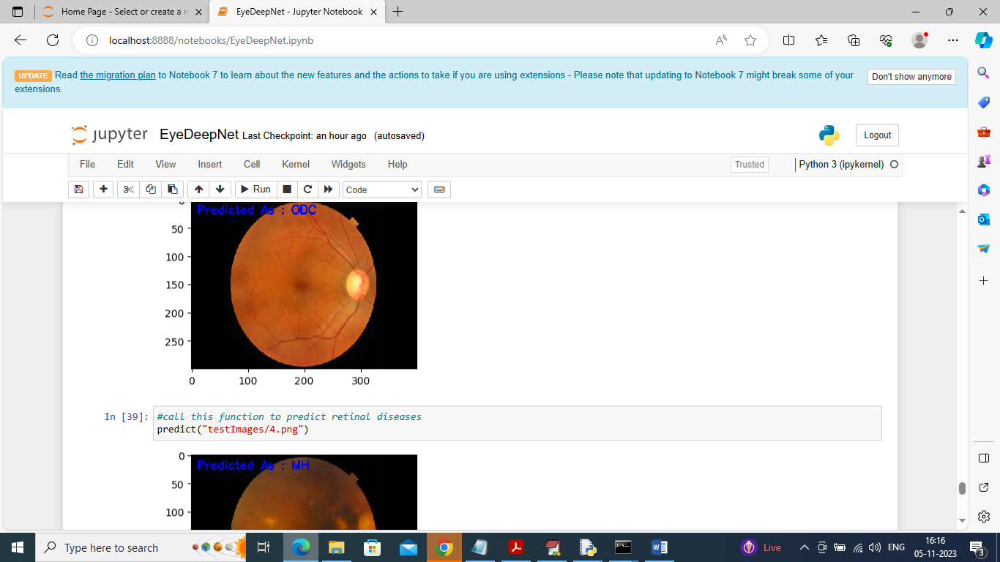 Home Page - Select or create a n
EyeDeepNet - Jupyter Notebook
localhost:8888/notebooks/EyeDeepNet.ipynb
UPDATE Read the migration plan to Notebook 7 to learn about the new features and the actions to take if you are using extensions - Please note that updating to Notebook 7 might break some of your
extensions.
Don't show anymore
jupyter EyeDeepNet Last Checkpoint: an hour ago (autosaved)
Logout
File Edit View Insert Cell Kernel Widgets Help
Trusted
Python 3 (ipykernel)
Run
Code
0
Predicted As : ODC
50
100
150
200
250
0 100 200 300
In [39]: #call this function to predict retinal diseases
predict("testImages/4.png")
0
Predicted As : MH
50
100
Type here to search
Live
ENG
16:16
05-11-2023
3